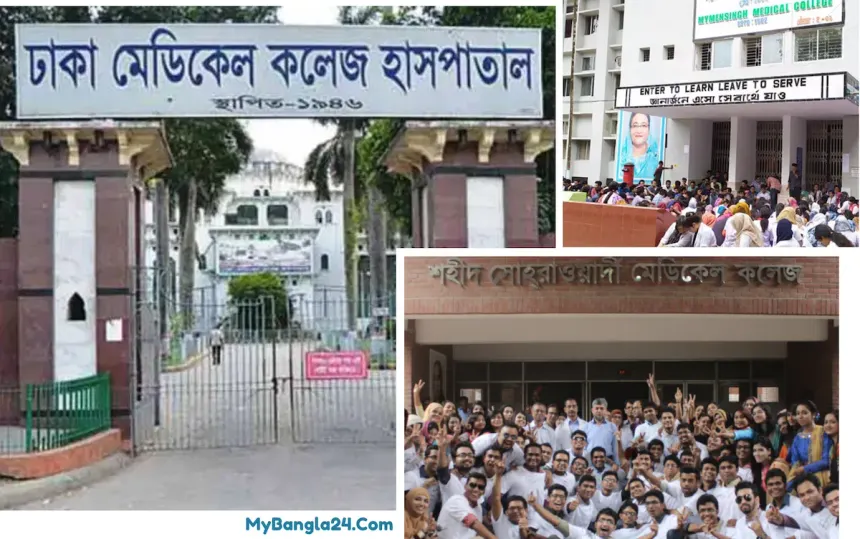 ঢাকা মেডিকেল কলেজ হাসপাতাল
স্থাপিত-১৯৪৬
MYMENSINGH MEDICAL COLLEGE
ENTER TO LEARN LEAVE TO SERVE
জ্ঞানার্জনে এসো সেবার্থে যাও
শহীদ সোহরাওয়ার্দী মেডিকেল কলেজ
MyBangla24.Com